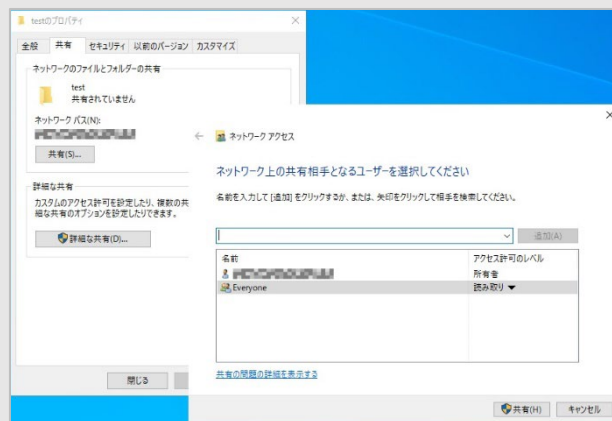 testのプロパティ
全般 共有 セキュリティ 以前のバージョン カスタマイズ
ネットワークのファイルとフォルダーの共有
test
共有されていません
ネットワーク パス(N):
共有(S)...
詳細な共有
カスタムのアクセス許可を設定したり、複数の共
細な共有のオプションを設定したりできます。
詳細な共有(D)...
閉じる
ネットワーク アクセス
ネットワーク上の共有相手となるユーザーを選択してください
名前を入力して [追加] をクリックするか、または、矢印をクリックして相手を検索してください。
追加(A)
名前 アクセス許可のレベル
所有者
Everyone 読み取り
共有の問題の詳細を表示する
共有(H) キャンセル